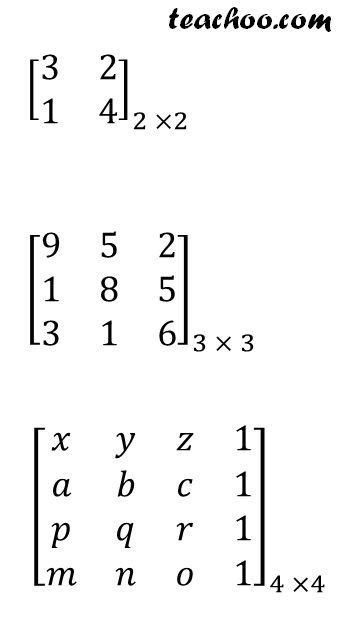 teachoo.com
3 2
1 4
2 ×2
9 5 2
1 8 5
3 1 6
3 × 3
x y z 1
a b c 1
p q r 1
m n o 1
4 ×4